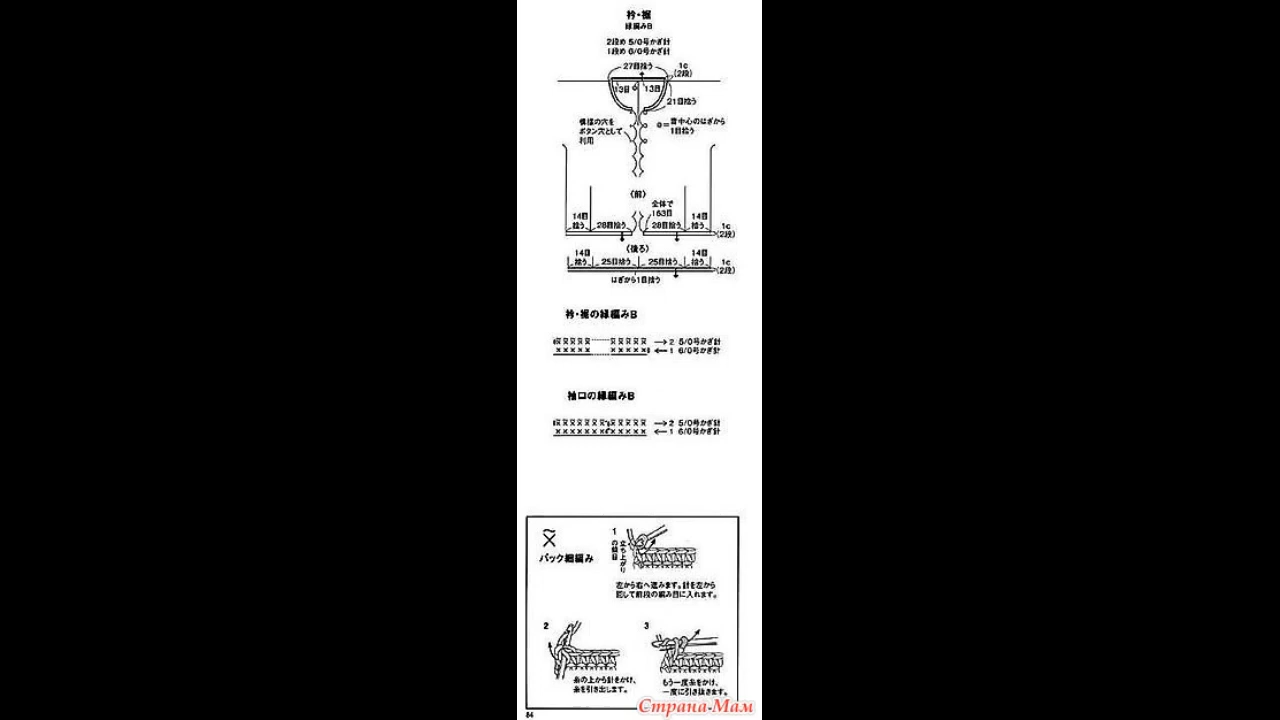 衿・裾
縁編みB
2段め 5/0号かぎ針
1段め 6/0号かぎ針
27目拾う
1c
(2段)
13目
13目
21目拾う
模様の穴を
ボタン穴として
利用
=背中心のはぎから
1目拾う
(前)
全体で
163目
14目
拾う
28目拾う
28目拾う
14目
拾う
1c
(2段)
(後ろ)
14目
拾う
25目拾う
25目拾う
14目
拾う
1c
(2段)
はぎから1目拾う
衿・裾の縁編みB
→2 5/0号かぎ針
←1 6/0号かぎ針
袖口の縁編みB
→2 5/0号かぎ針
←1 6/0号かぎ針
バック細編み
1
立ち上がり
の鎖目
左から右へ進みます。針を左から
回して前段の編み目に入れます。
2
糸の上から針をかけ、
糸を引き出します。
3
もう一度糸をかけ、
一度に引き抜きます。
84
Страна-Мам